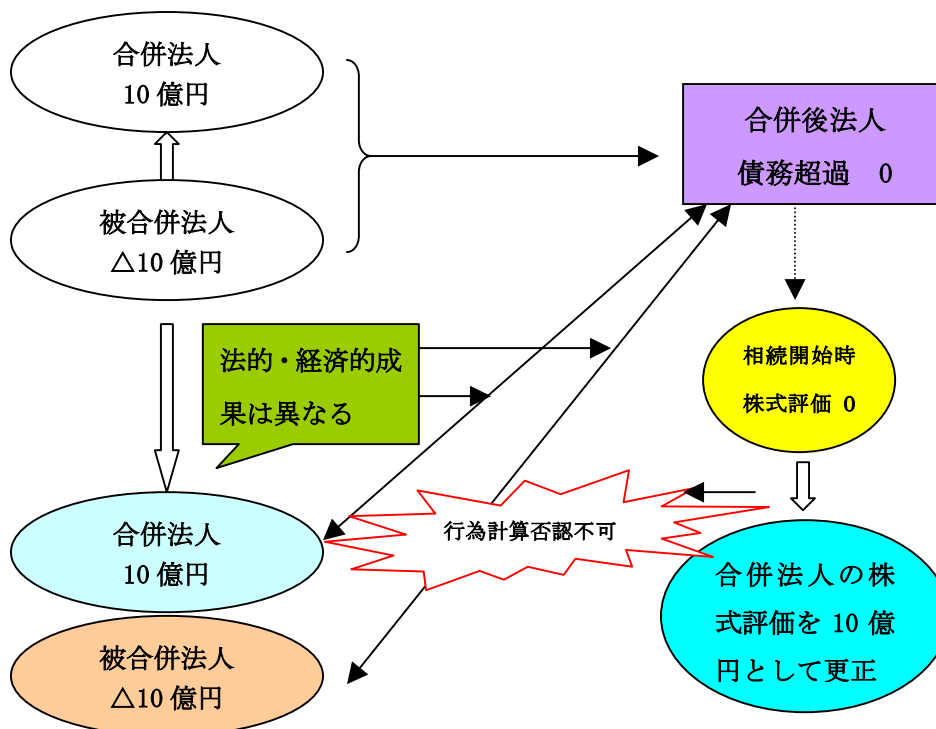 合併法人
10 億円
合併後法人
債務超過 0
被合併法人
△10 億円
法的・経済的成
果は異なる
相続開始時
株式評価 0
合併法人
10 億円
行為計算否認不可
合併法人の株
式評価を 10 億
円として更正
被合併法人
△10 億円